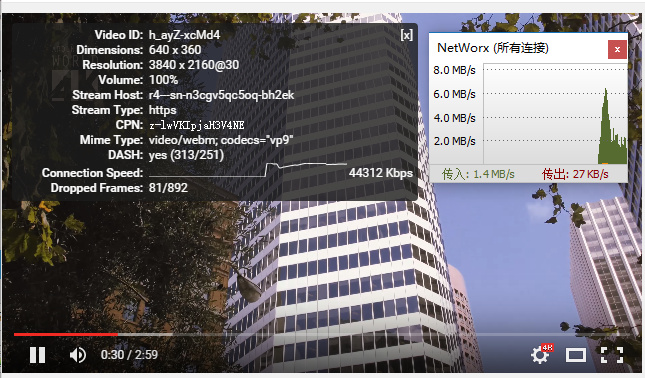 Video ID: h_ayZ-xcMd4 [x]
Dimensions: 640 x 360
Resolution: 3840 x 2160@30
Volume: 100%
Stream Host: r4---sn-n3cgv5qc5oq-bh2ek
Stream Type: https
CPN: z-lwVKIpjaH3V4NE
Mime Type: video/webm; codecs="vp9"
DASH: yes (313/251)
Connection Speed: 44312 Kbps
Dropped Frames: 81/892
NetWorx (所有连接) x
8.0 MB/s
6.0 MB/s
4.0 MB/s
2.0 MB/s
传入: 1.4 MB/s 传出: 27 KB/s
0:30 / 2:59 4K